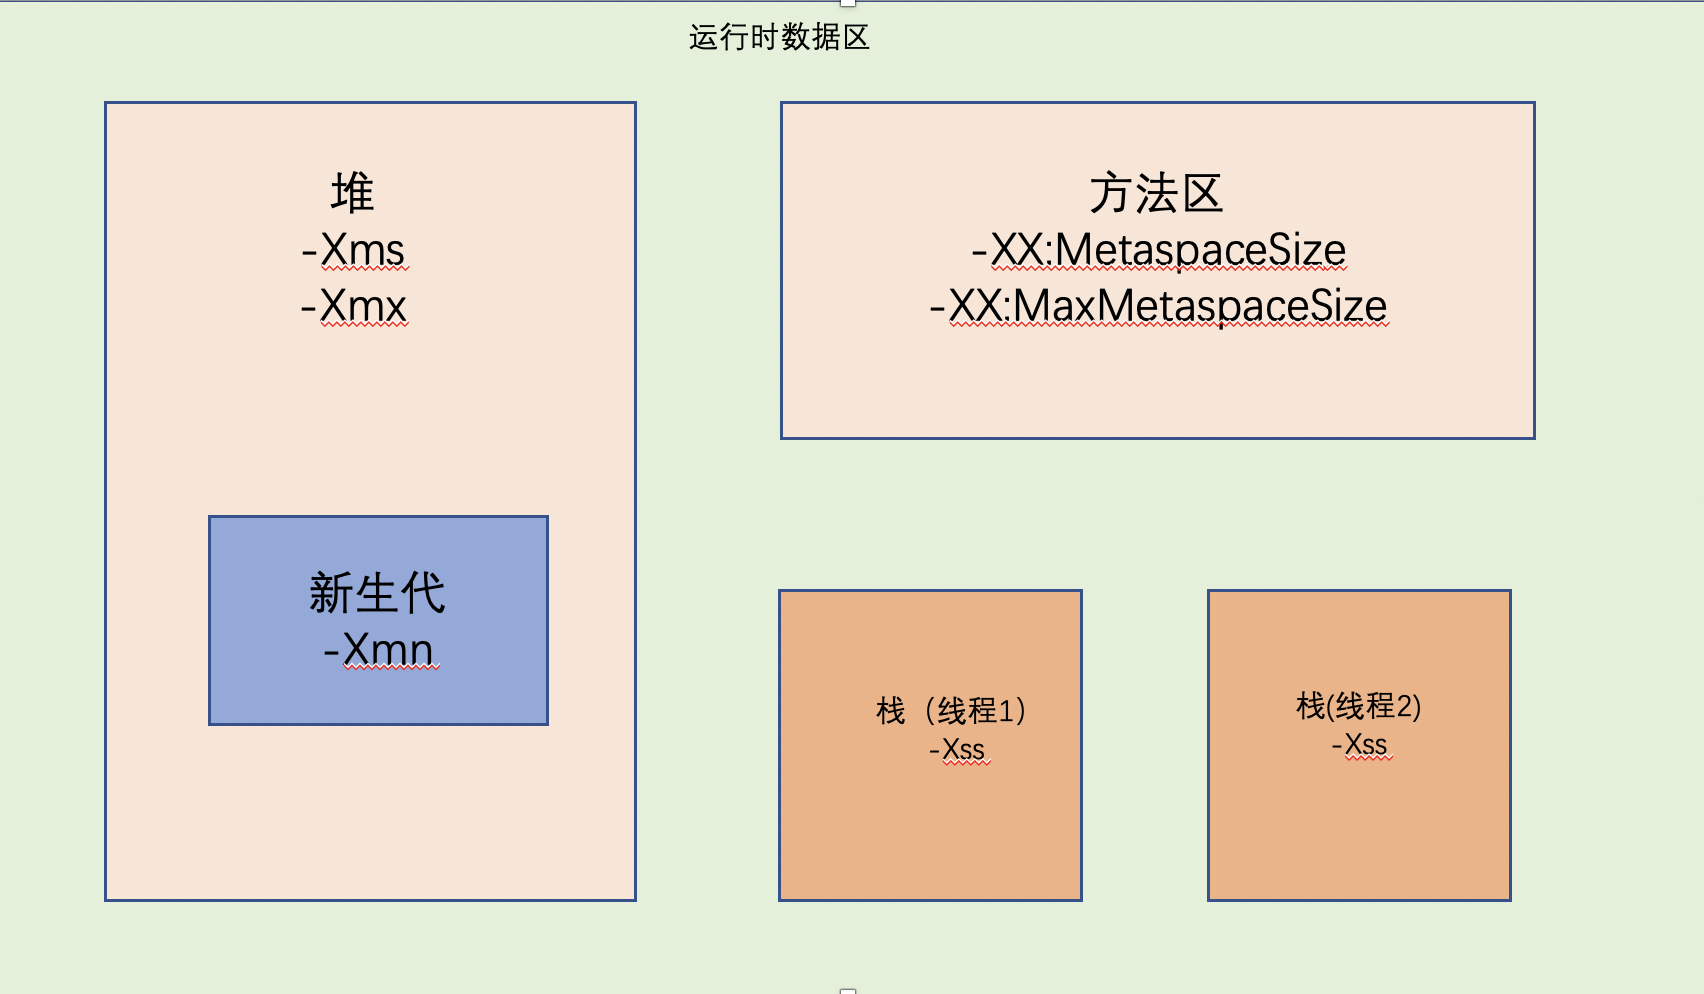 运行时数据区
堆
-Xms
-Xmx
新生代
-Xmn
方法区
-XX:MetaspaceSize
-XX:MaxMetaspaceSize
栈（线程1）
-Xss
栈(线程2)
-Xss